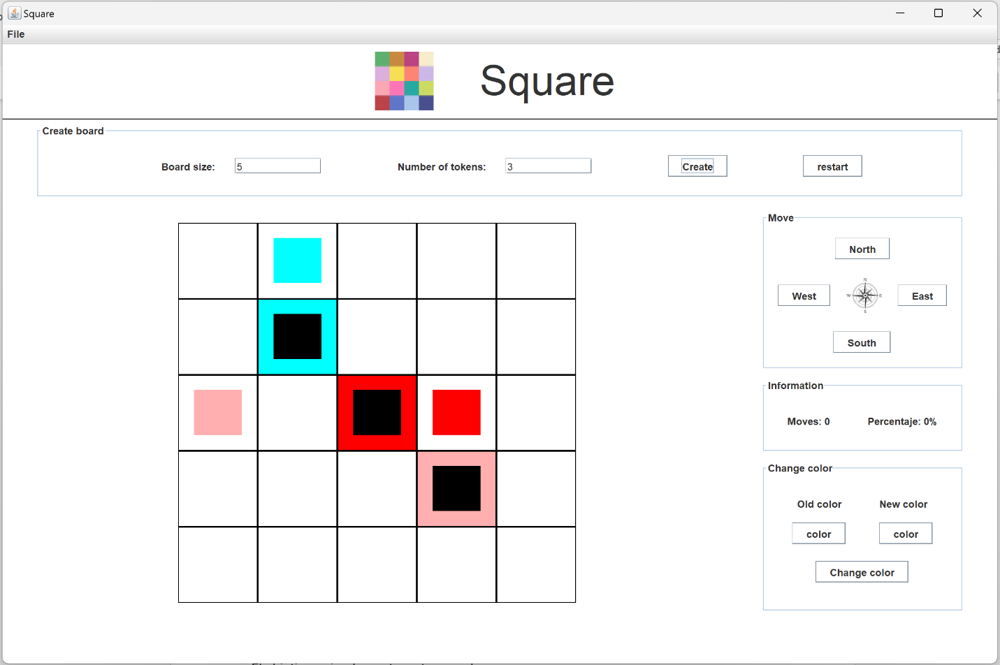 Square
File
Square
Create board
Board size: 5 Number of tokens: 3 Create restart
Move
North
West East
South
Information
Moves: 0 Percentaje: 0%
Change color
Old color New color
color color
Change color